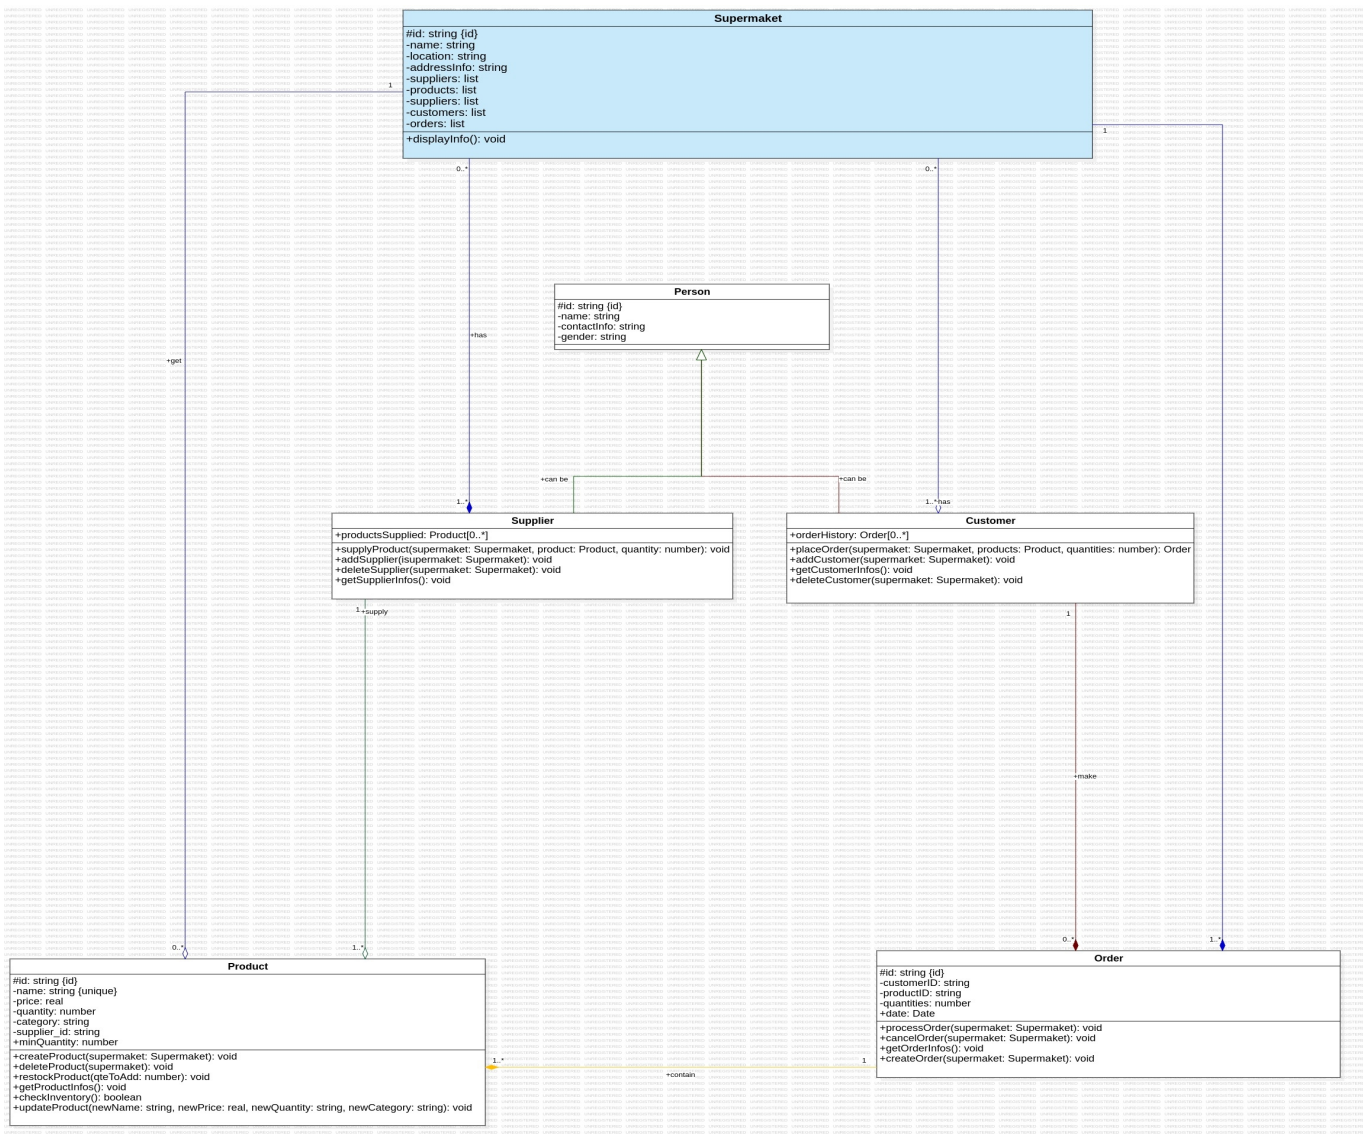 Supermaket
#id: string {id}
-name: string
-location: string
-addressInfo: string
-suppliers: list
-products: list
-suppliers: list
-customers: list
-orders: list
+displayInfo(): void
1
1
0..*
0..*
Person
#id: string {id}
-name: string
-contactInfo: string
-gender: string
+has
+get
+can be
+can be
1..*
1..*
+has
Supplier
+productsSupplied: Product[0..*]
+supplyProduct(supermaket: Supermaket, product: Product, quantity: number): void
+addSupplier(isupermaket: Supermaket): void
+deleteSupplier(supermaket: Supermaket): void
+getSupplierInfos(): void
Customer
+orderHistory: Order[0..*]
+placeOrder(supermaket: Supermaket, products: Product, quantities: number): Order
+addCustomer(supermarket: Supermaket): void
+getCustomerInfos(): void
+deleteCustomer(supermaket: Supermaket): void
1
+supply
1
+make
0..*
1..*
0..*
1..*
Product
#id: string {id}
-name: string {unique}
-price: real
-quantity: number
-category: string
-supplier_id: string
+minQuantity: number
+createProduct(supermaket: Supermaket): void
+deleteProduct(supermaket): void
+restockProduct(qteToAdd: number): void
+getProductInfos(): void
+checkInventory(): boolean
+updateProduct(newName: string, newPrice: real, newQuantity: string, newCategory: string): void
Order
#id: string {id}
-customerID: string
-productID: string
-quantities: number
+date: Date
+processOrder(supermaket: Supermaket): void
+cancelOrder(supermaket: Supermaket): void
+getOrderInfos(): void
+createOrder(supermaket: Supermaket): void
1..*
1
+contain